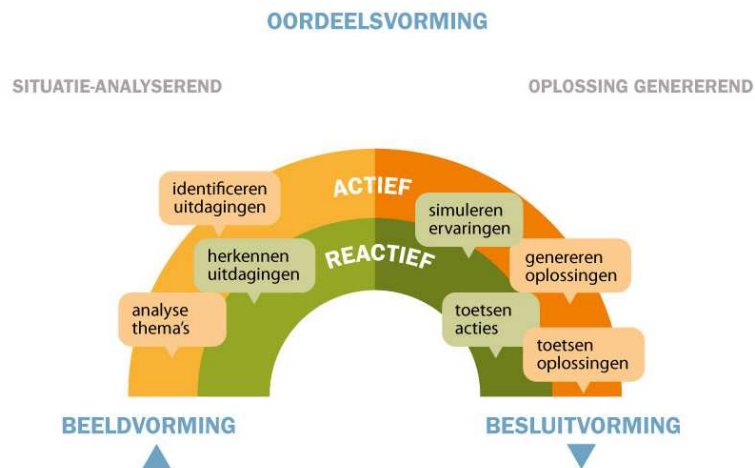 OORDEELSVORMING
SITUATIE-ANALYSEREND
OPLOSSING GENEREREND
ACTIEF
REACTIEF
identificeren
uitdagingen
herkennen
uitdagingen
analyse
thema's
simuleren
ervaringen
genereren
oplossingen
toetsen
acties
toetsen
oplossingen
BEELDVORMING
BESLUITVORMING